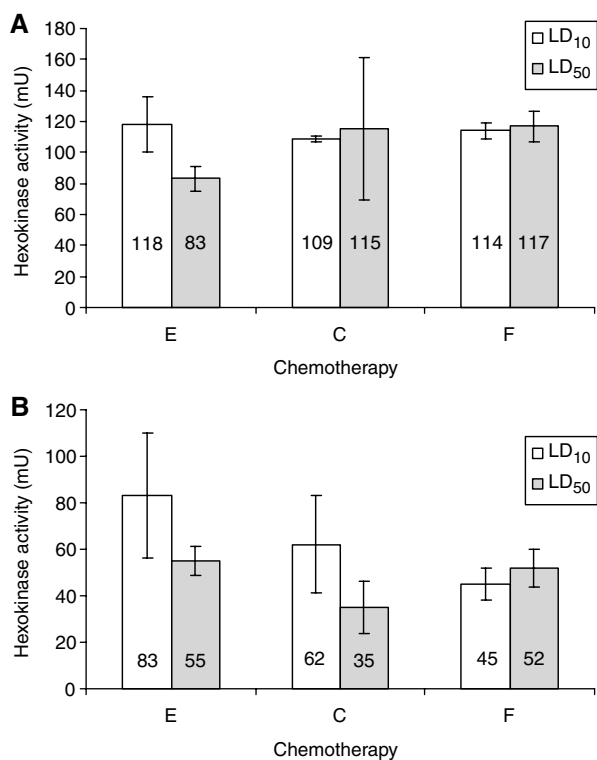 A
Hexokinase activity (mU)
180
160
140
120
100
80
60
40
20
0
LD10
LD50
118 83 109 115 114 117
E C F
Chemotherapy
B
Hexokinase activity (mU)
120
100
80
60
40
20
0
LD10
LD50
83 55 62 35 45 52
E C F
Chemotherapy